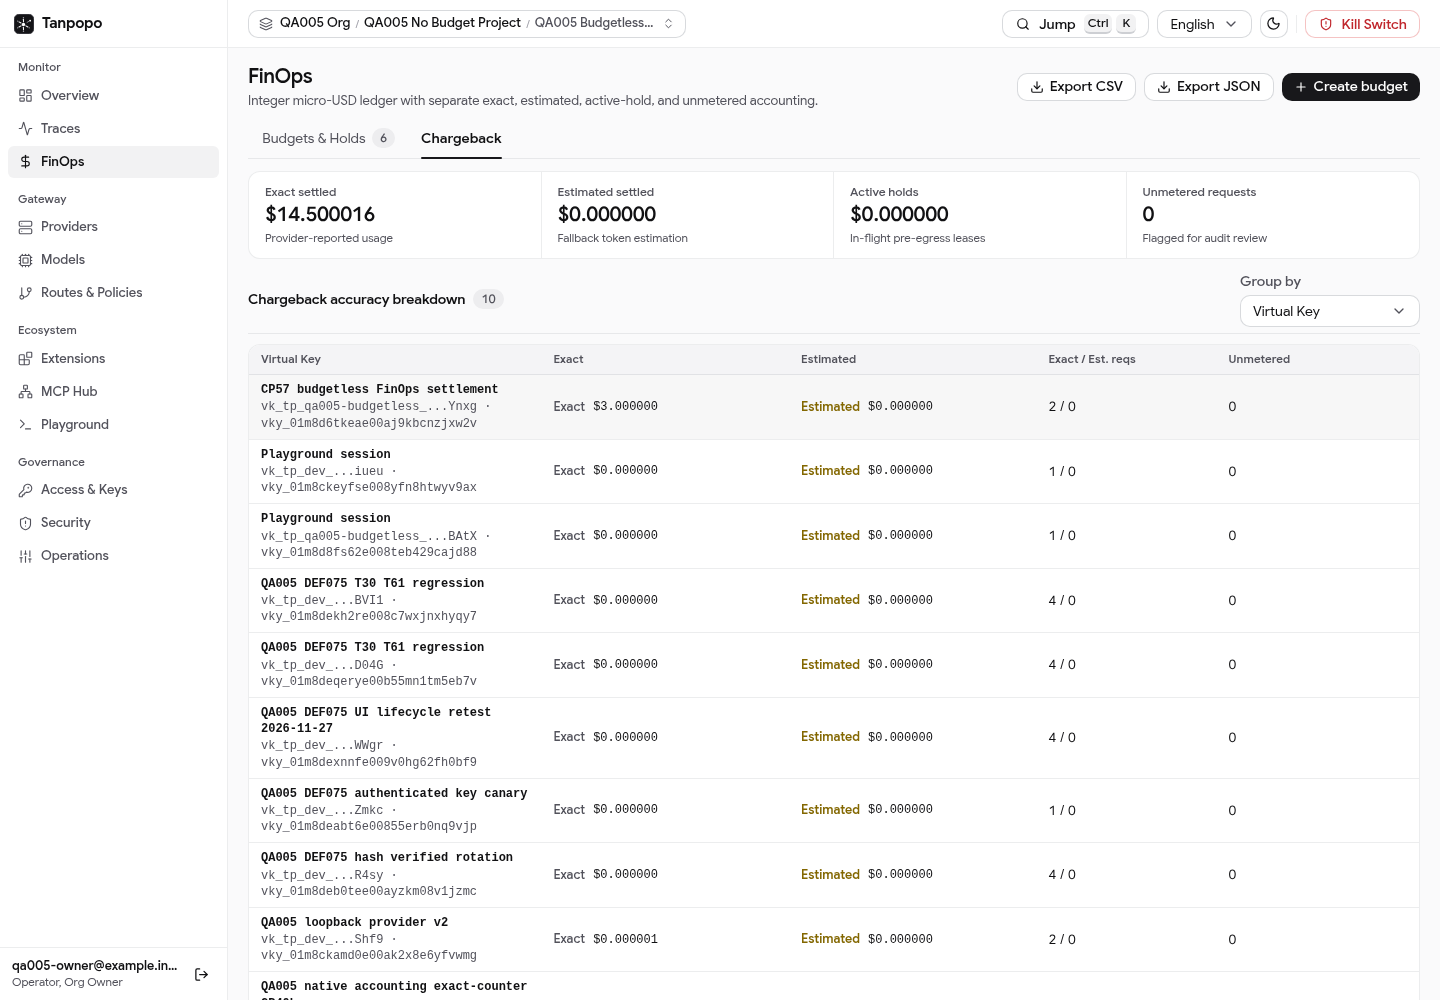 Tanpopo
QA005 Org / QA005 No Budget Project / QA005 Budgetless...
Jump Ctrl K
English
Kill Switch
Monitor
Overview
Traces
FinOps
Gateway
Providers
Models
Routes & Policies
Ecosystem
Extensions
MCP Hub
Playground
Governance
Access & Keys
Security
Operations
qa005-owner@example.in...
Operator, Org Owner
FinOps
Integer micro-USD ledger with separate exact, estimated, active-hold, and unmetered accounting.
Export CSV
Export JSON
Create budget
Budgets & Holds 6
Chargeback
Exact settled
$14.500016
Provider-reported usage
Estimated settled
$0.000000
Fallback token estimation
Active holds
$0.000000
In-flight pre-egress leases
Unmetered requests
0
Flagged for audit review
Chargeback accuracy breakdown 10
Group by
Virtual Key
Virtual Key Exact Estimated Exact / Est. reqs Unmetered
CP57 budgetless FinOps settlement
vk_tp_qa005-budgetless_...Ynxg ·
vky_01m8d6tkeae00aj9kbcnzjxw2v
Exact $3.000000 Estimated $0.000000 2 / 0 0
Playground session
vk_tp_dev_...iueu ·
vky_01m8ckeyfse008yfn8htwyv9ax
Exact $0.000000 Estimated $0.000000 1 / 0 0
Playground session
vk_tp_qa005-budgetless_...BAtX ·
vky_01m8d8fs62e008teb429cajd88
Exact $0.000000 Estimated $0.000000 1 / 0 0
QA005 DEF075 T30 T61 regression
vk_tp_dev_...BVI1 ·
vky_01m8dekh2re008c7wxjnxhyqy7
Exact $0.000000 Estimated $0.000000 4 / 0 0
QA005 DEF075 T30 T61 regression
vk_tp_dev_...D04G ·
vky_01m8deqerye00b55mn1tm5eb7v
Exact $0.000000 Estimated $0.000000 4 / 0 0
QA005 DEF075 UI lifecycle retest
2026-11-27
vk_tp_dev_...WWgr ·
vky_01m8dexnnfe009v0hg62fh0bf9
Exact $0.000000 Estimated $0.000000 4 / 0 0
QA005 DEF075 authenticated key canary
vk_tp_dev_...Zmkc ·
vky_01m8deabt6e00855erb0nq9vjp
Exact $0.000000 Estimated $0.000000 1 / 0 0
QA005 DEF075 hash verified rotation
vk_tp_dev_...R4sy ·
vky_01m8deb0tee00ayzkm08v1jzmc
Exact $0.000000 Estimated $0.000000 4 / 0 0
QA005 loopback provider v2
vk_tp_dev_...Shf9 ·
vky_01m8ckamd0e00ak2x8e6yfvwmg
Exact $0.000001 Estimated $0.000000 2 / 0 0
QA005 native accounting exact-counter